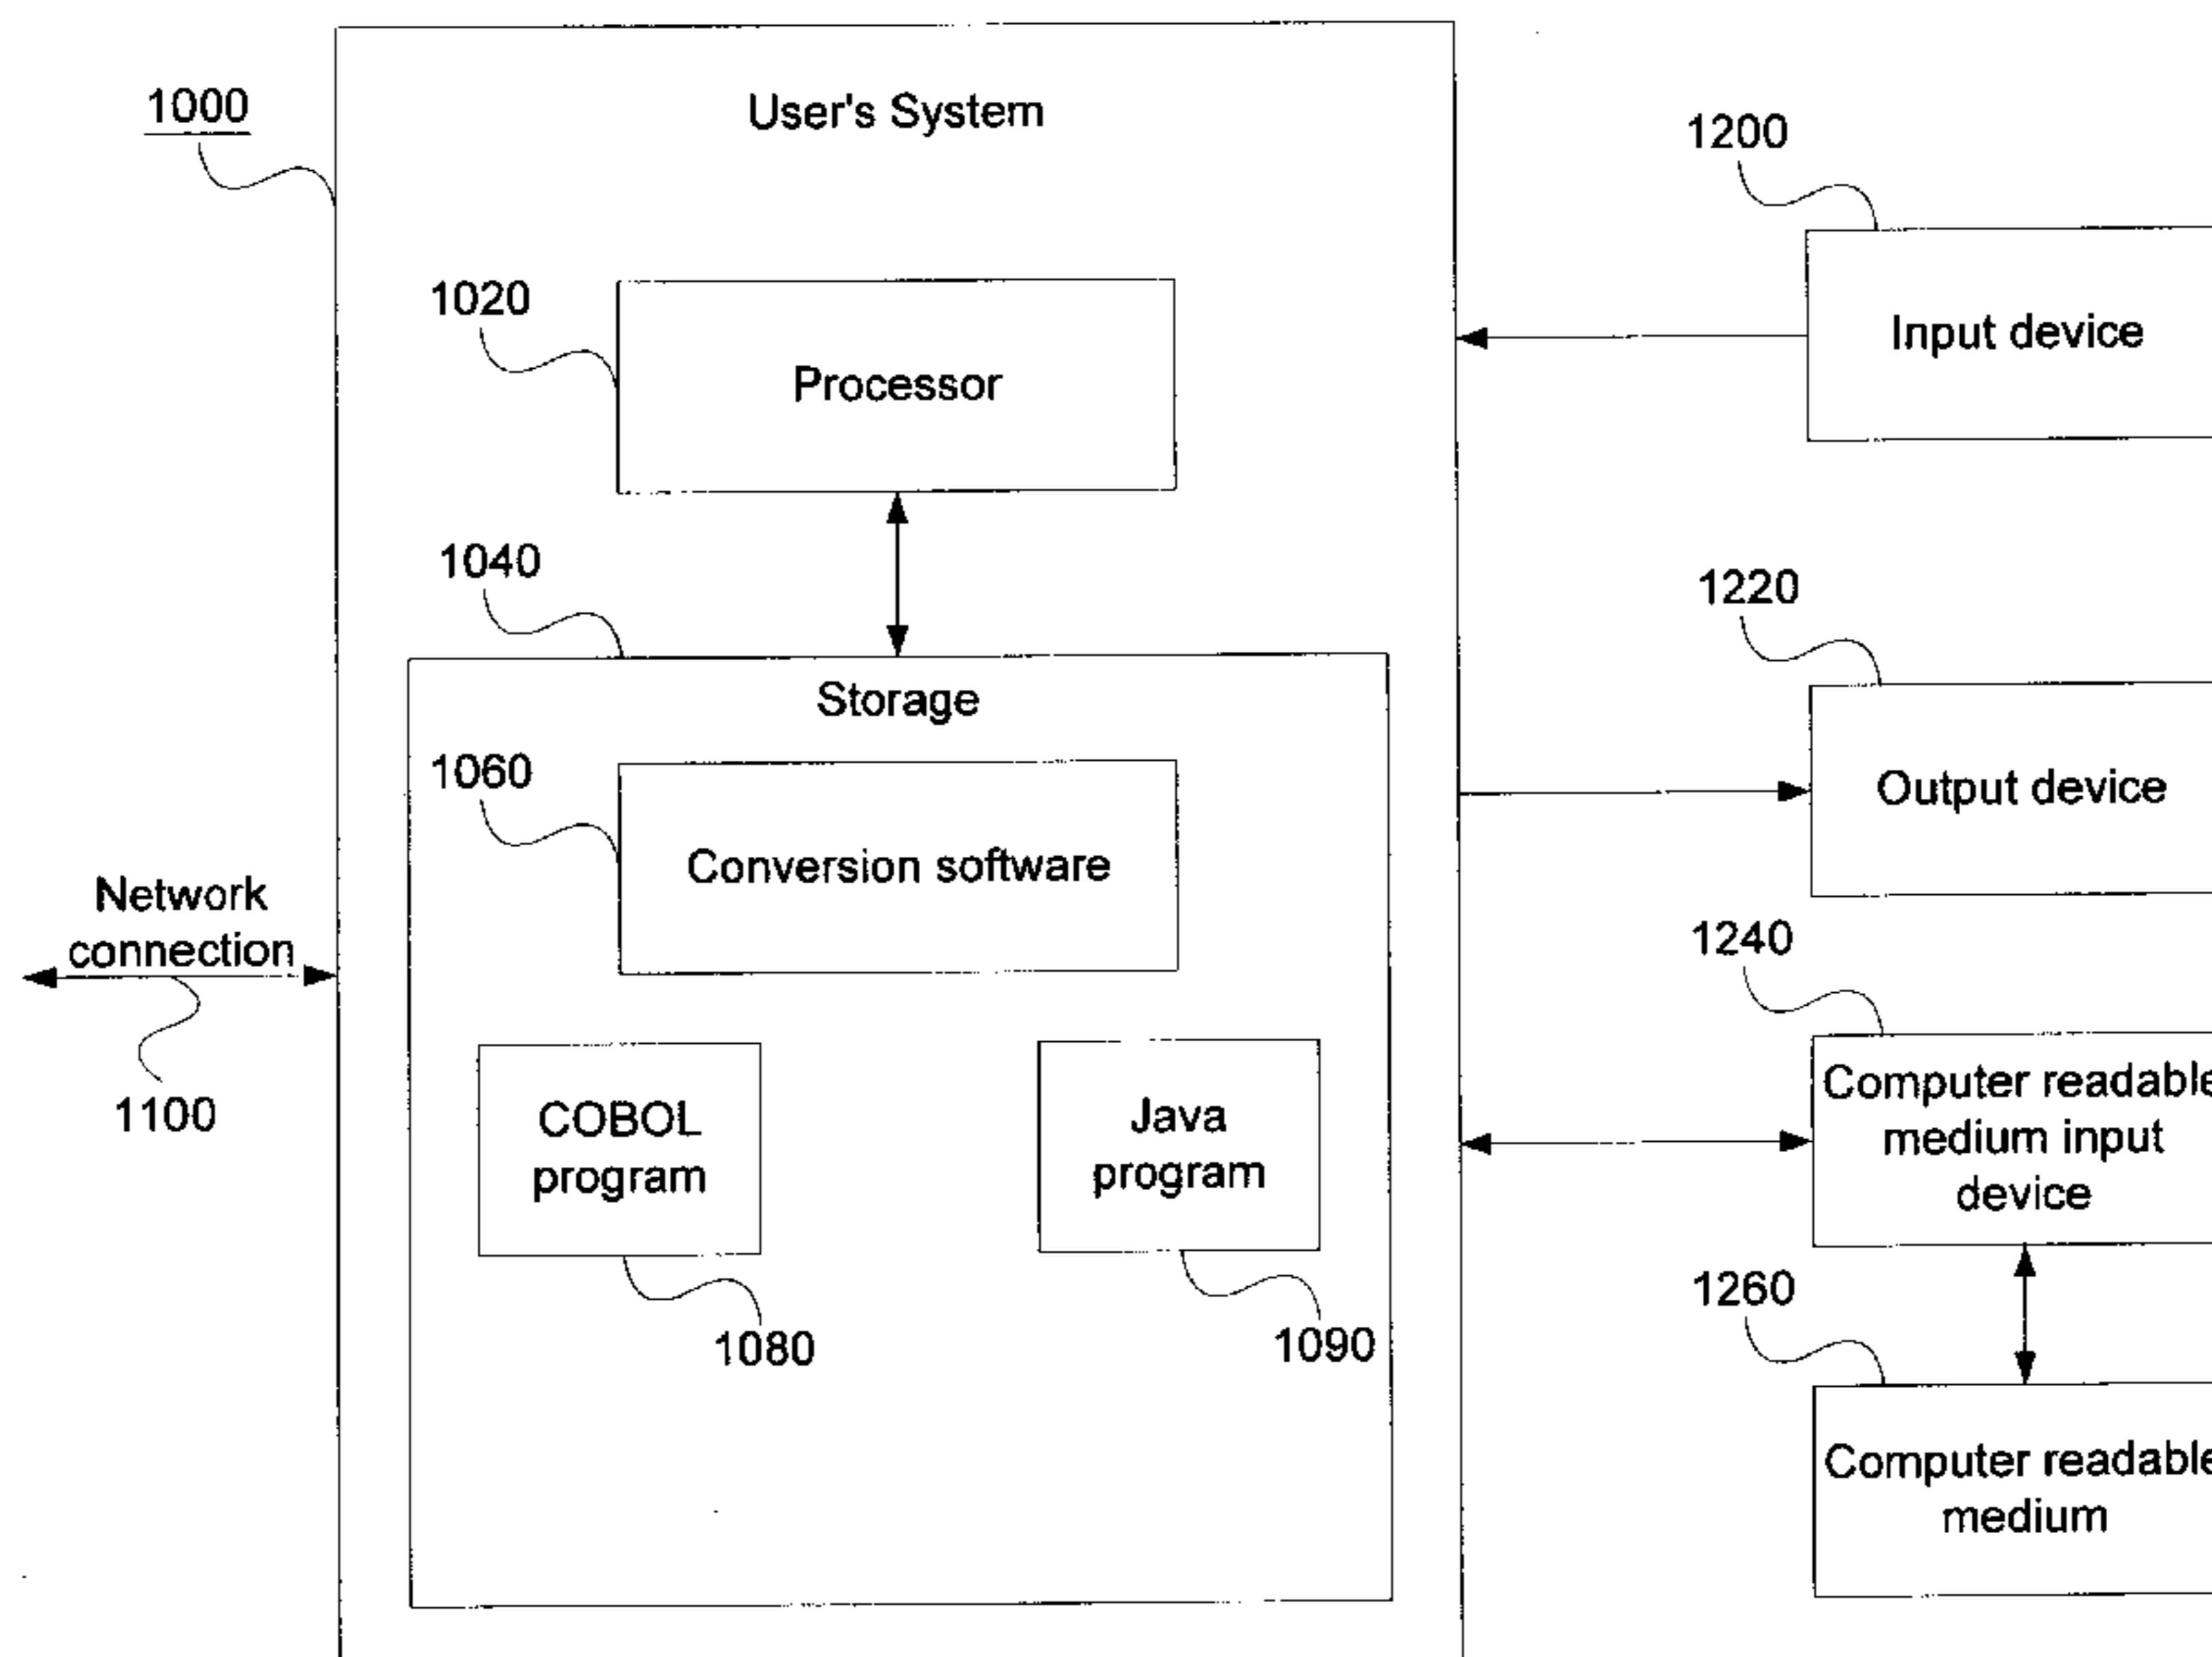 1000
User's System
1200
Input device
1020
Processor
1040
Storage
1220
Output device
1060
Conversion software
Network
connection
1100
1240
Computer readable
medium input
device
COBOL
program
Java
program
1080
1090
1260
Computer readable
medium